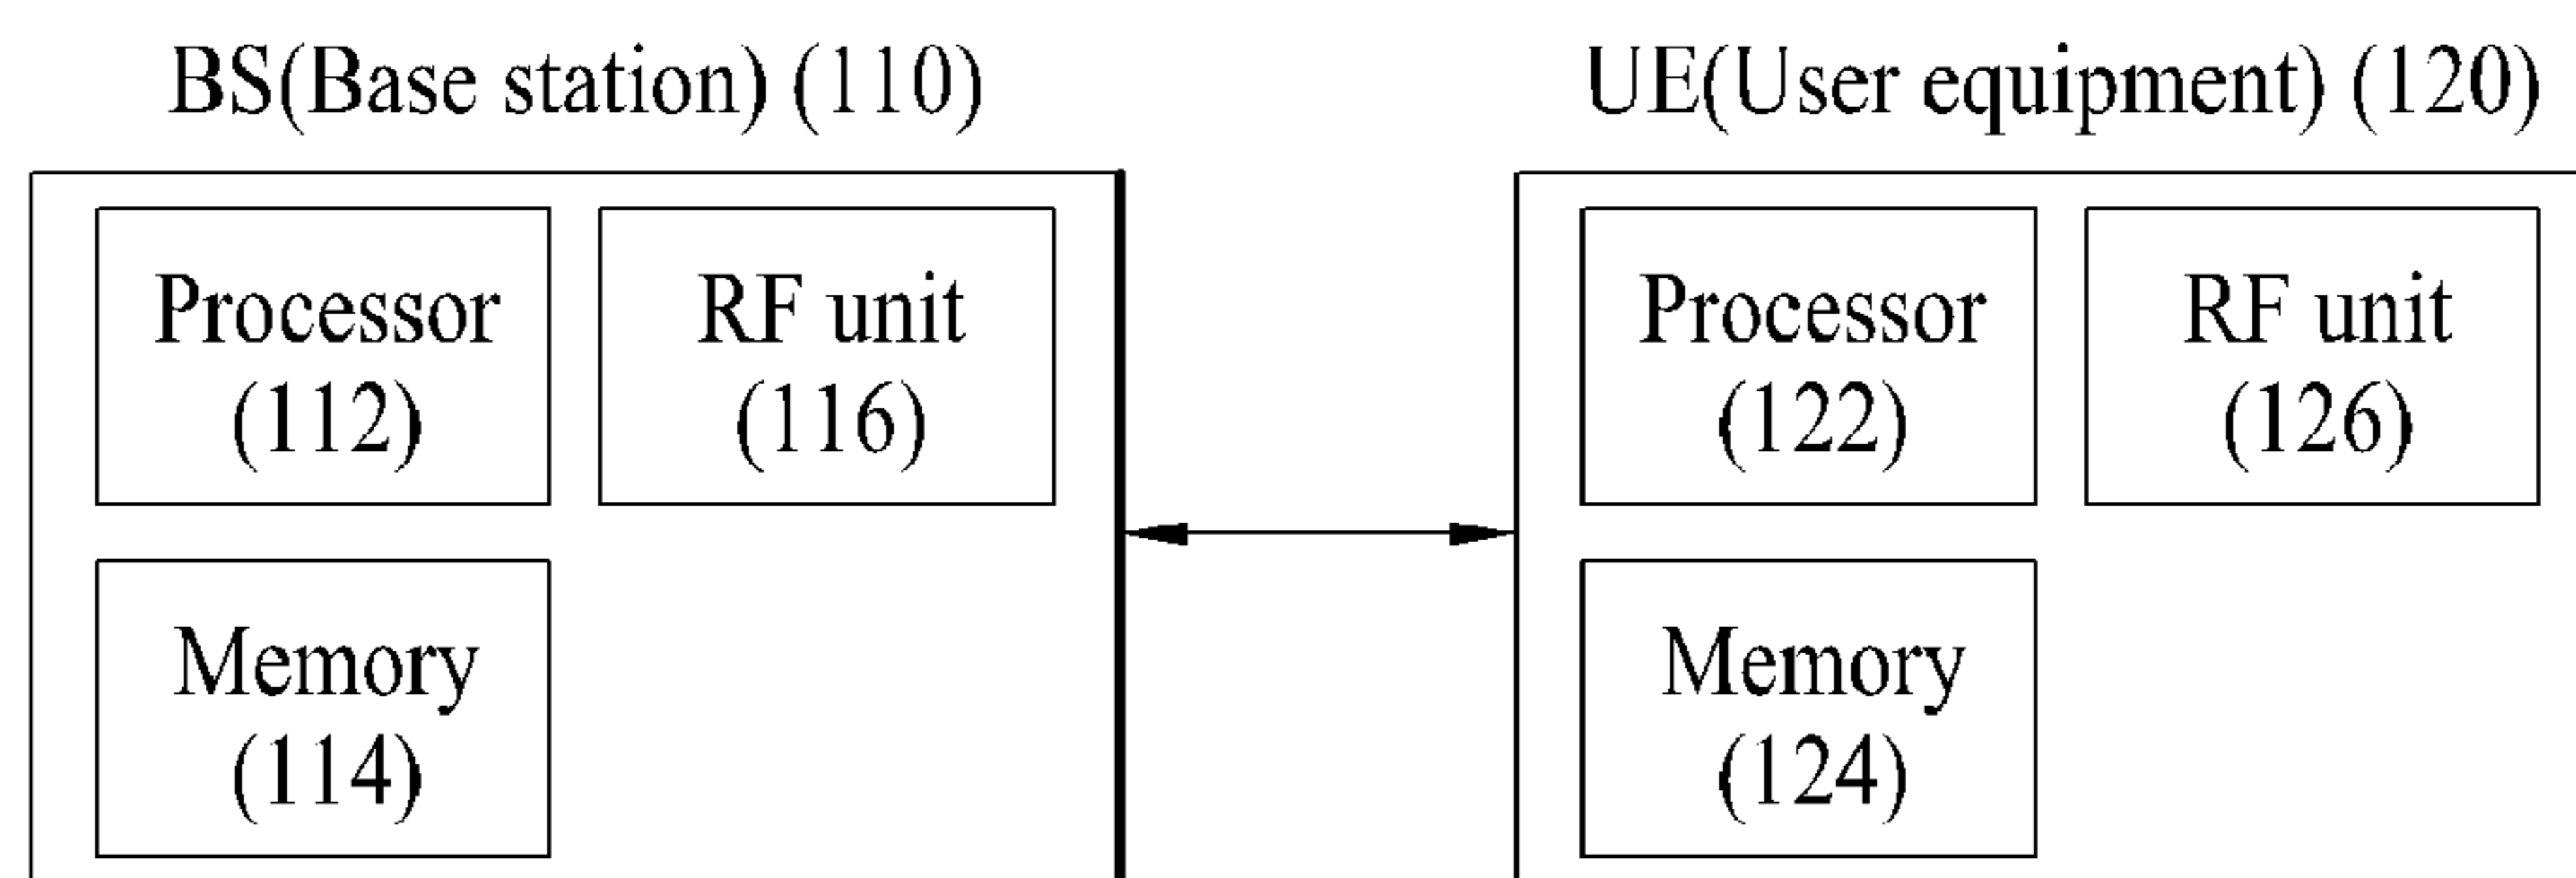 BS(Base station) (110)
UE(User equipment) (120)
Processor
(112)
RF unit
(116)
Memory
(114)
Processor
(122)
RF unit
(126)
Memory
(124)